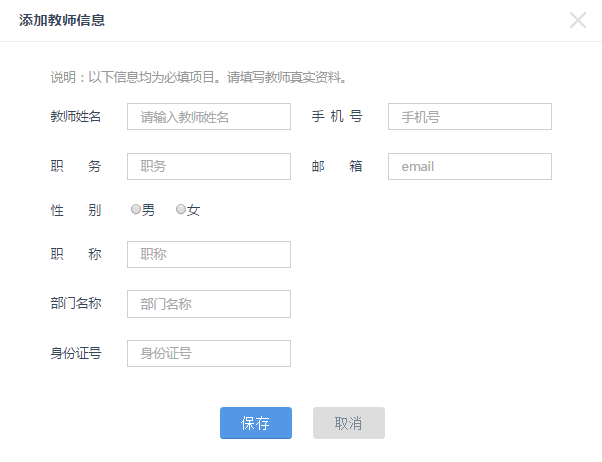 添加教师信息
说明：以下信息均为必填项目。请填写教师真实资料。
教师姓名 请输入教师姓名 手 机 号 手机号
职 务 职务 邮 箱 email
性 别 男 女
职 称 职称
部门名称 部门名称
身份证号 身份证号
保存 取消